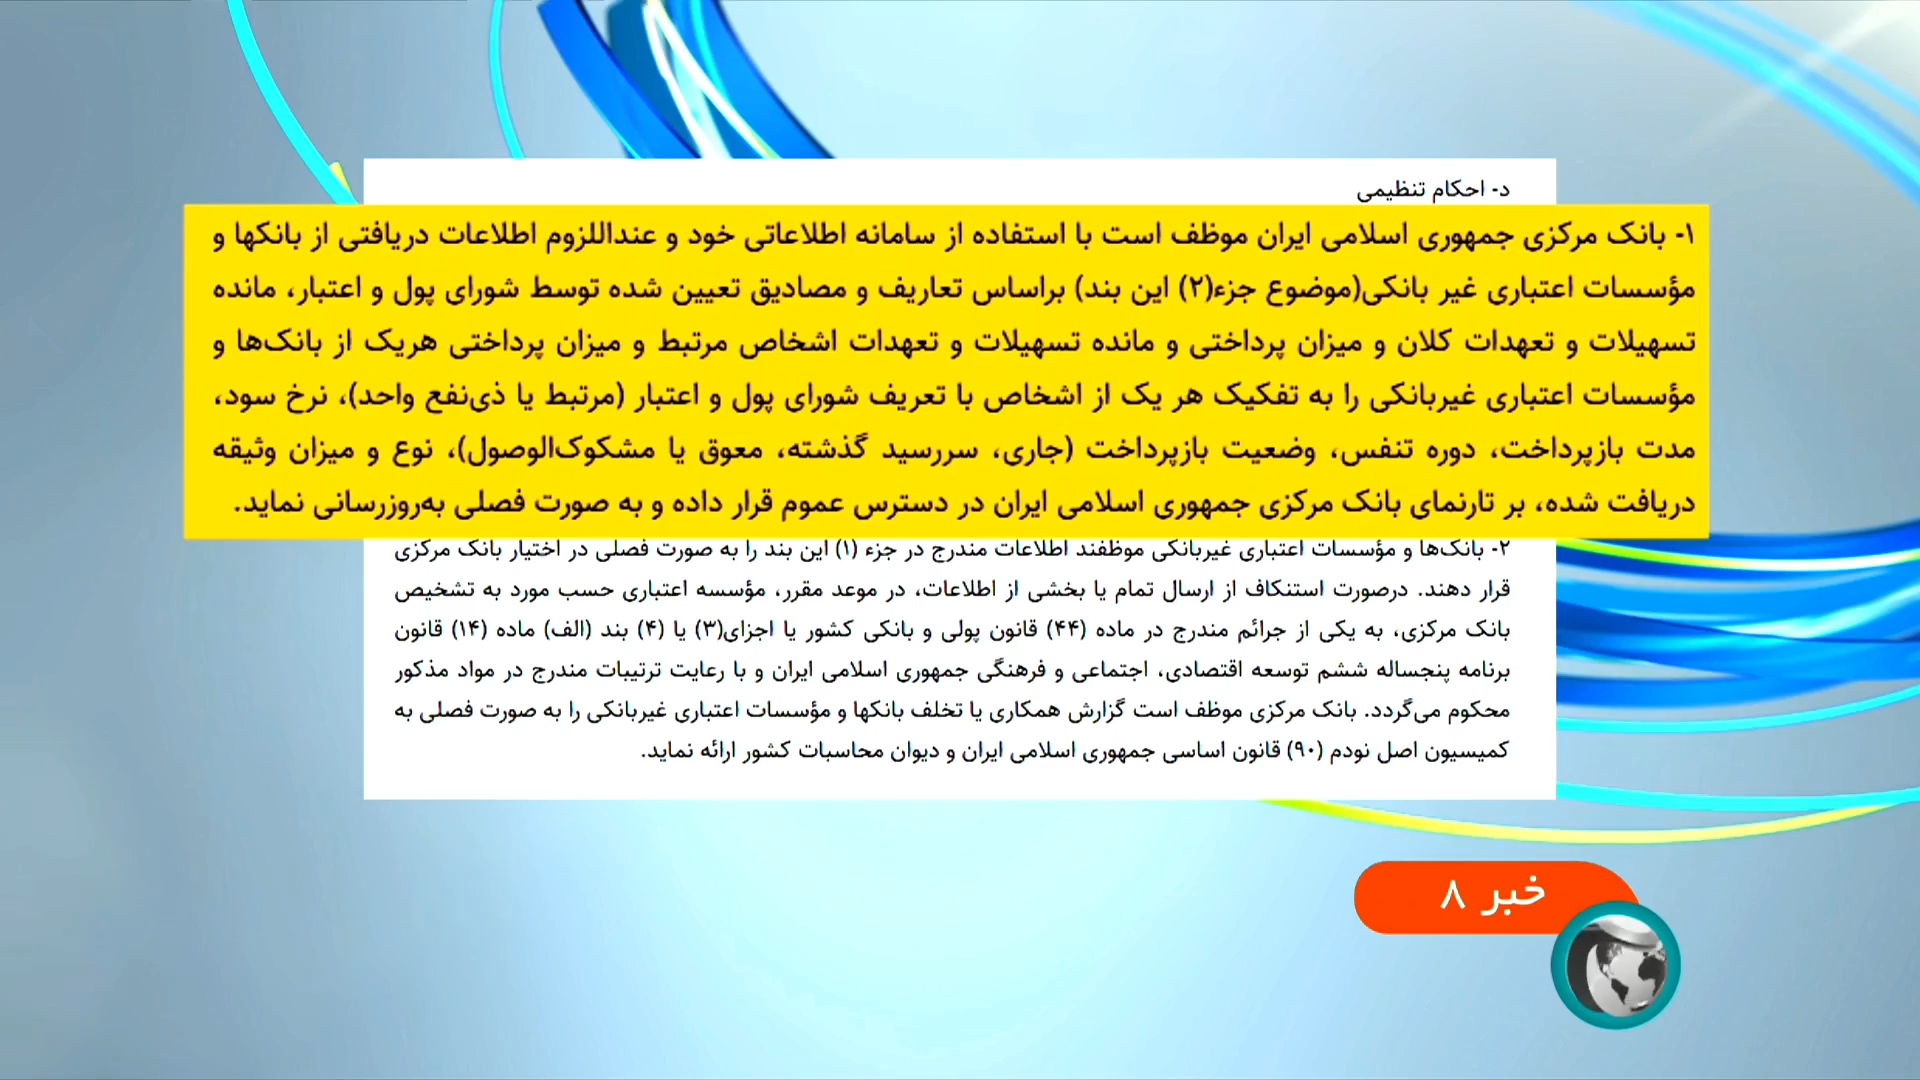 د- احکام تنظیمی
۱- بانک مرکزی جمهوری اسلامی ایران موظف است با استفاده از سامانه اطلاعاتی خود و عنداللزوم اطلاعات دریافتی از بانکها و
مؤسسات اعتباری غیر بانکی(موضوع جزء(۲) این بند) براساس تعاریف و مصادیق تعیین شده توسط شورای پول و اعتبار، مانده
تسهیلات و تعهدات کلان و میزان پرداختی و مانده تسهیلات و تعهدات اشخاص مرتبط و میزان پرداختی هریک از بانک‌ها و
مؤسسات اعتباری غیربانکی را به تفکیک هر یک از اشخاص با تعریف شورای پول و اعتبار (مرتبط یا ذی‌نفع واحد)، نرخ سود،
مدت بازپرداخت، دوره تنفس، وضعیت بازپرداخت (جاری، سررسید گذشته، معوق یا مشکوک‌الوصول)، نوع و میزان وثیقه
دریافت شده، بر تارنمای بانک مرکزی جمهوری اسلامی ایران در دسترس عموم قرار داده و به صورت فصلی به‌روزرسانی نماید.
۲- بانک‌ها و مؤسسات اعتباری غیربانکی موظفند اطلاعات مندرج در جزء (۱) این بند را به صورت فصلی در اختیار بانک مرکزی
قرار دهند. درصورت استنکاف از ارسال تمام یا بخشی از اطلاعات، در موعد مقرر، مؤسسه اعتباری حسب مورد به تشخیص
بانک مرکزی، به یکی از جرائم مندرج در ماده (۴۴) قانون پولی و بانکی کشور یا اجزای(۳) یا (۴) بند (الف) ماده (۱۴) قانون
برنامه پنجساله ششم توسعه اقتصادی، اجتماعی و فرهنگی جمهوری اسلامی ایران و با رعایت ترتیبات مندرج در مواد مذکور
محکوم می‌گردد. بانک مرکزی موظف است گزارش همکاری یا تخلف بانکها و مؤسسات اعتباری غیربانکی را به صورت فصلی به
کمیسیون اصل نودم (۹۰) قانون اساسی جمهوری اسلامی ایران و دیوان محاسبات کشور ارائه نماید.
خبر ۸